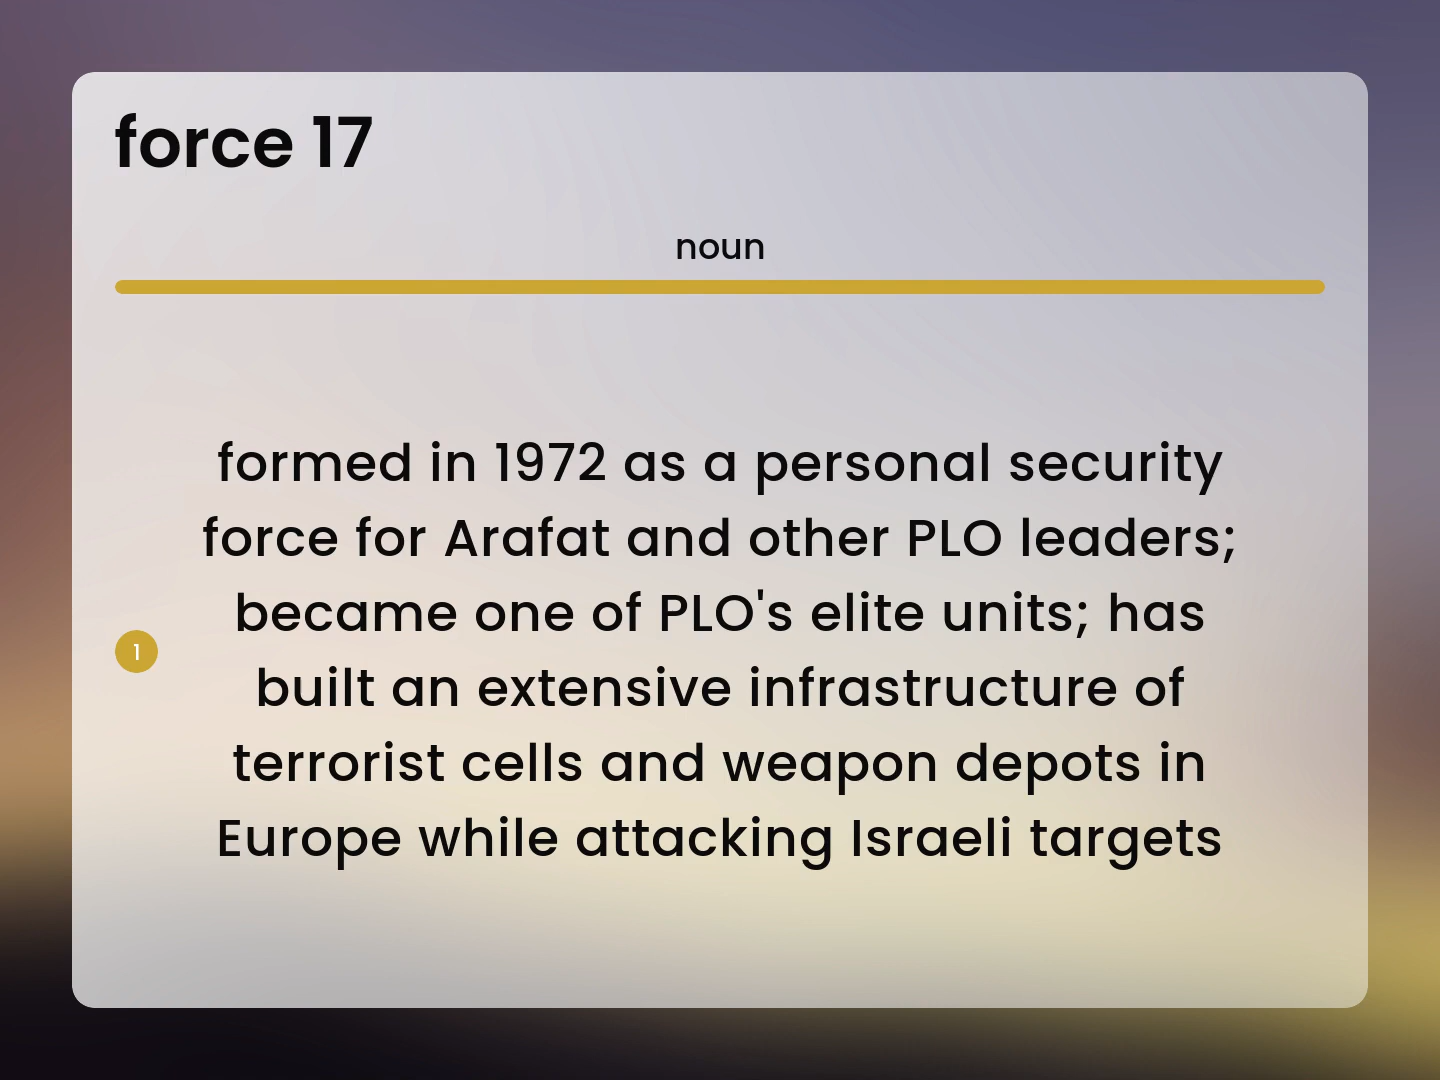 force 17
noun
1
formed in 1972 as a personal security
force for Arafat and other PLO leaders;
became one of PLO's elite units; has
built an extensive infrastructure of
terrorist cells and weapon depots in
Europe while attacking Israeli targets